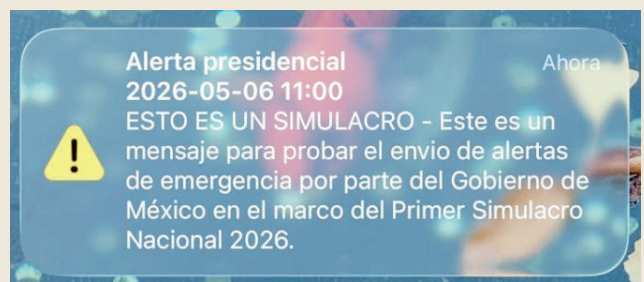 Alerta presidencial Ahora
2026-05-06 11:00
ESTO ES UN SIMULACRO - Este es un
mensaje para probar el envio de alertas
de emergencia por parte del Gobierno de
México en el marco del Primer Simulacro
Nacional 2026.